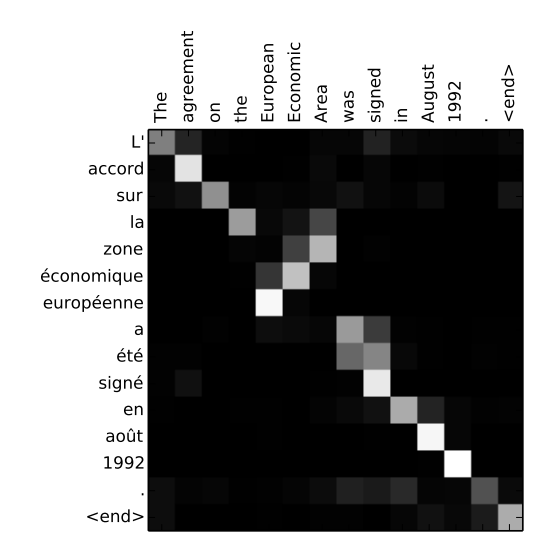 The agreement on the European Economic Area was signed in August 1992 . <end>
L'
accord
sur
la
zone
économique
européenne
a
été
signé
en
août
1992
.
<end>